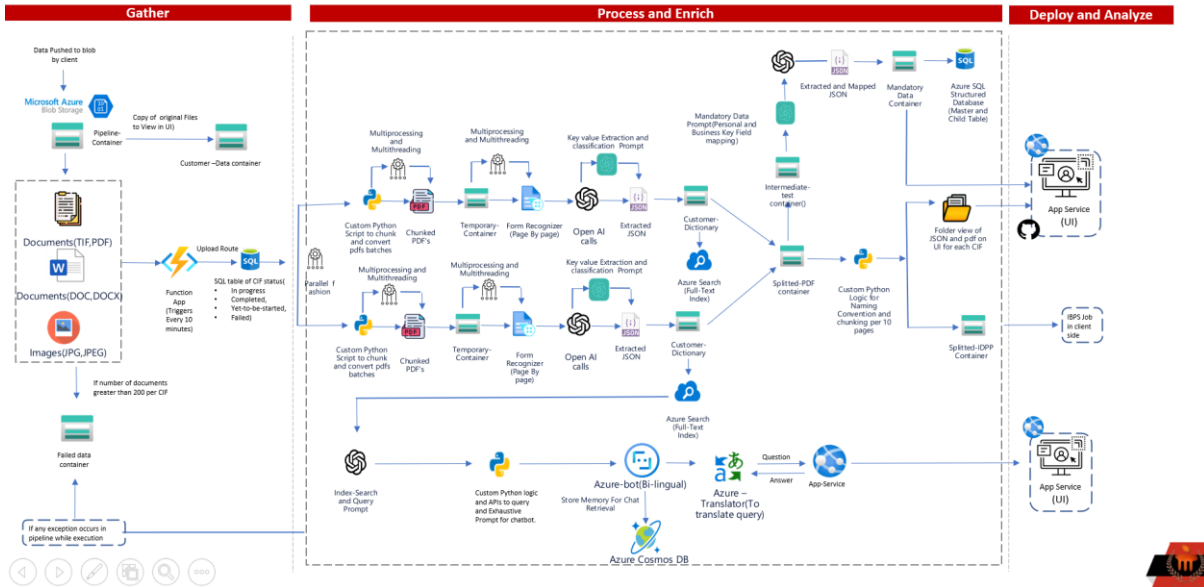 Gather
Process and Enrich
Deploy and Analyze
Data Pushed to blob
by client
Microsoft Azure
Blob Storage
Pipeline-
Container
Copy of original Files
to View in UI)
Customer –Data container
Documents(TIF,PDF)
Documents(DOC,DOCX)
Images(JPG,JPEG)
Function
App
(Triggers
Every 10
minutes)
Upload Route
SQL
SQL table of CIF status(
• In progress
• Completed,
• Yet-to-be-started,
• Failed)
If number of documents
greater than 200 per CIF
Failed data
container
If any exception occurs in
pipeline while execution
Parallel f
ashion
Multiprocessing
and
Multithreading
Custom Python
Script to chunk
and convert
pdfs batches
PDF
Chunked
PDF's
Multiprocessing
and Multithreading
Temporary-
Container
Form Recognizer
(Page By page)
Key value Extraction and
classification Prompt
Open AI
calls
JSON
Extracted
JSON
Customer-
Dictionary
Azure Search
(Full-Text
Index)
Multiprocessing and
Multithreading
Custom Python
Script to chunk
and convert pdfs
batches
PDF
Chunked
PDF's
Multiprocessing and
Multithreading
Temporary-
Container
Form
Recognizer
(Page By
page)
Key value Extraction and
classification Prompt
Open AI
calls
JSON
Extracted
JSON
Customer-
Dictionary
Azure Search
(Full-Text
Index)
Splitted-PDF
container
Intermediate-
test
container()
Mandatory Data
Prompt(Personal and
Business Key Field
mapping)
JSON
Extracted and Mapped
JSON
Mandatory
Data
Container
SQL
Azure SQL
Structured
Database
(Master and
Child Table)
Custom Python
Logic for
Naming
Convention and
chunking per 10
pages
Folder view of
JSON and pdf on
UI for each CIF
Splitted-IDPP
Container
App Service
(UI)
IBPS Job
in client
side
Index-Search
and Query
Prompt
Custom Python logic
and APIs to query
and Exhaustive
Prompt for chatbot.
Azure-bot(Bi-lingual)
Store Memory For Chat
Retrieval
Azure Cosmos DB
Azure –
Translator(To
translate query)
Question
Answer
App-Service
App Service
(UI)